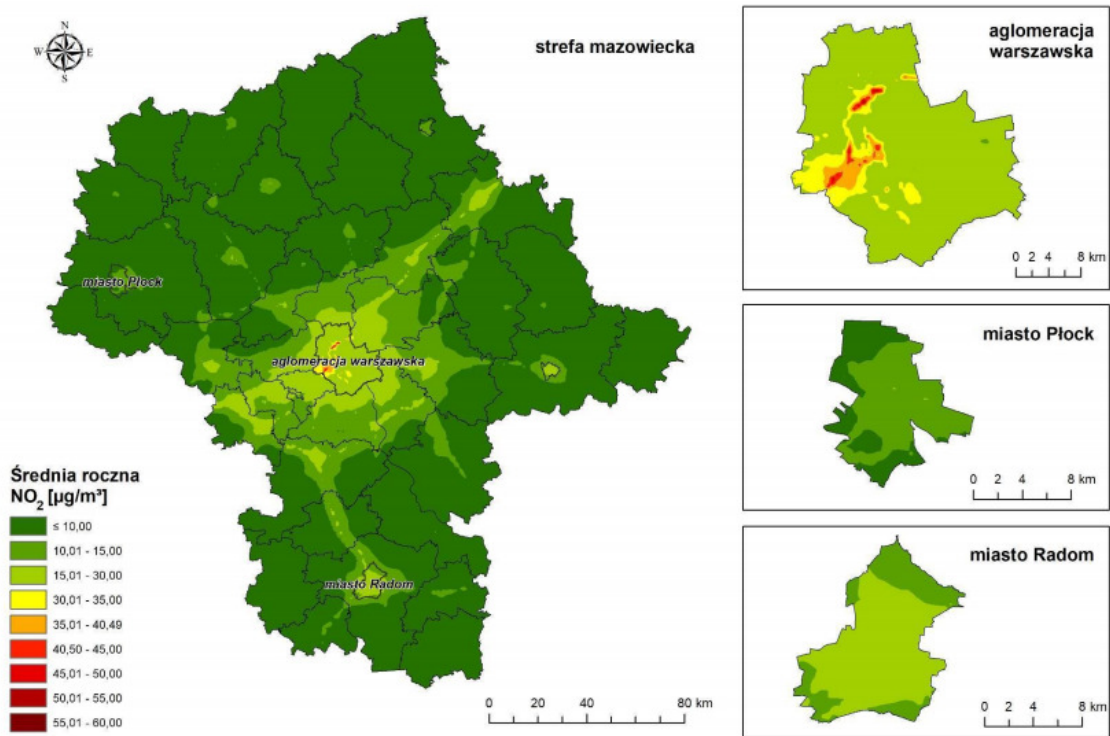 N
W E
S
strefa mazowiecka
miasto Płock
aglomeracja warszawska
miasto Radom
Średnia roczna
NO₂ [µg/m³]
≤ 10,00
10,01 - 15,00
15,01 - 30,00
30,01 - 35,00
35,01 - 40,49
40,50 - 45,00
45,01 - 50,00
50,01 - 55,00
55,01 - 60,00
0 20 40 80 km
aglomeracja
warszawska
0 2 4 8 km
miasto Płock
0 2 4 8 km
miasto Radom
0 2 4 8 km